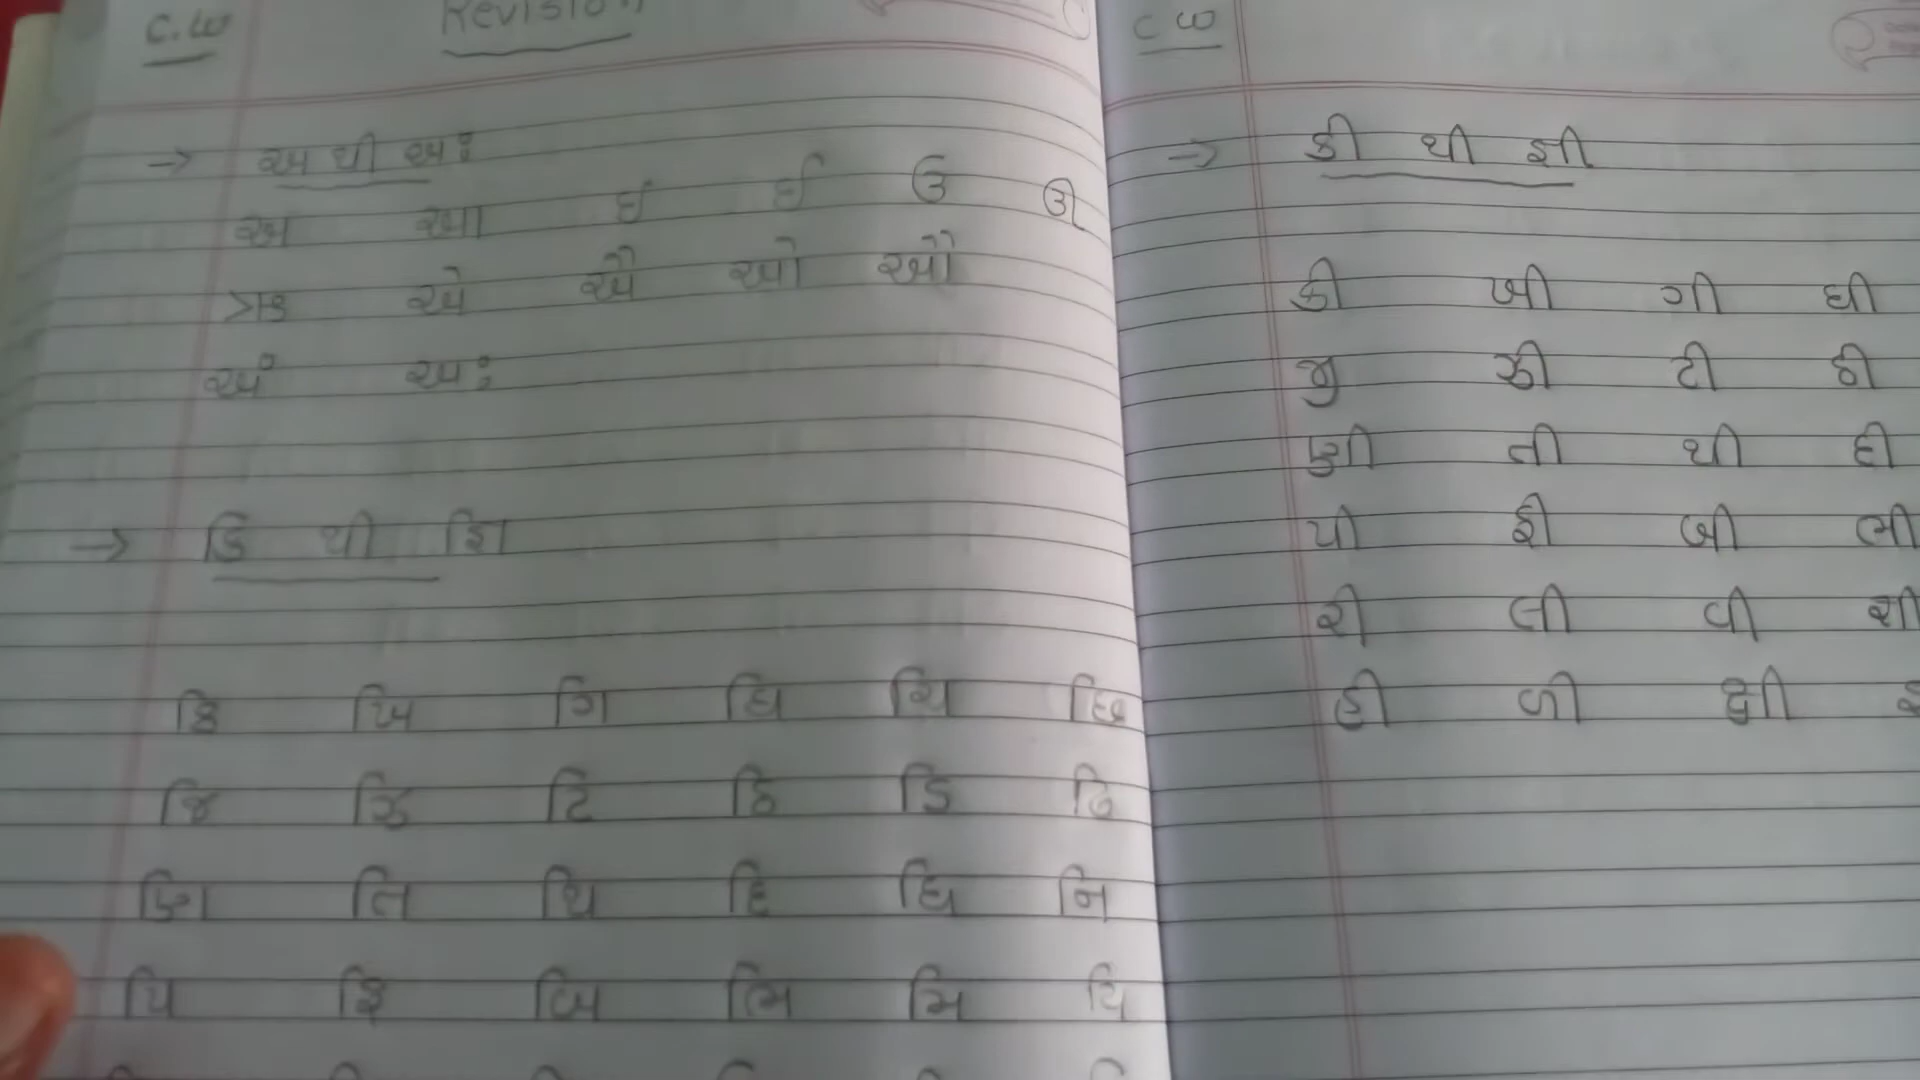 C.W
Revision
→ અ થી અઃ
અ આ ઇ ઈ ઉ ઊ
ઋ એ ઐ ઓ ઔ
અં અઃ
→ કિ થી જ્ઞિ
કિ ખિ ગિ ઘિ ચિ છિ
જિ ઝિ ટિ ઠિ ડિ ઢિ
ણિ તિ થિ દિ ધિ નિ
પિ ફિ બિ ભિ મિ યિ
C W
→ કી થી જ્ઞી
કી ખી ગી ઘી
જી ઝી ટી ઠી
ણી તી થી દી
પી ફી બી ભી
રી લી વી શી
હી ળી ક્ષી